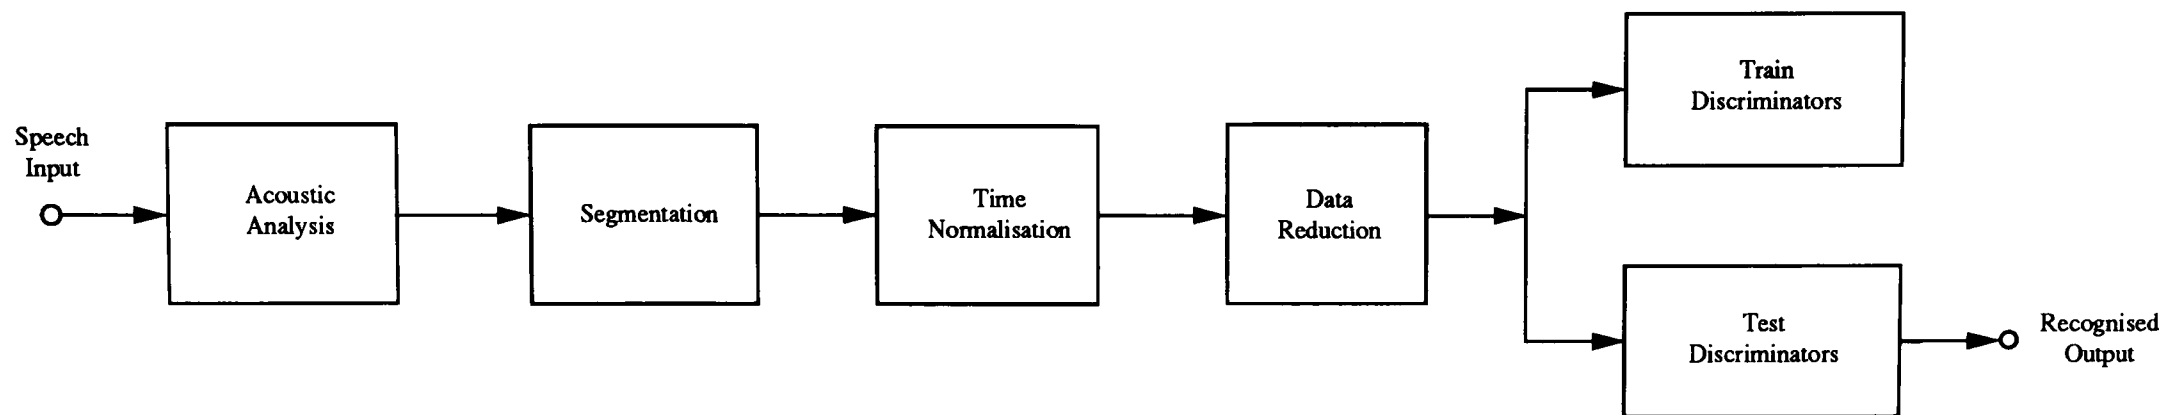 Speech
Input
Acoustic
Analysis
Segmentation
Time
Normalisation
Data
Reduction
Train
Discriminators
Test
Discriminators
Recognised
Output